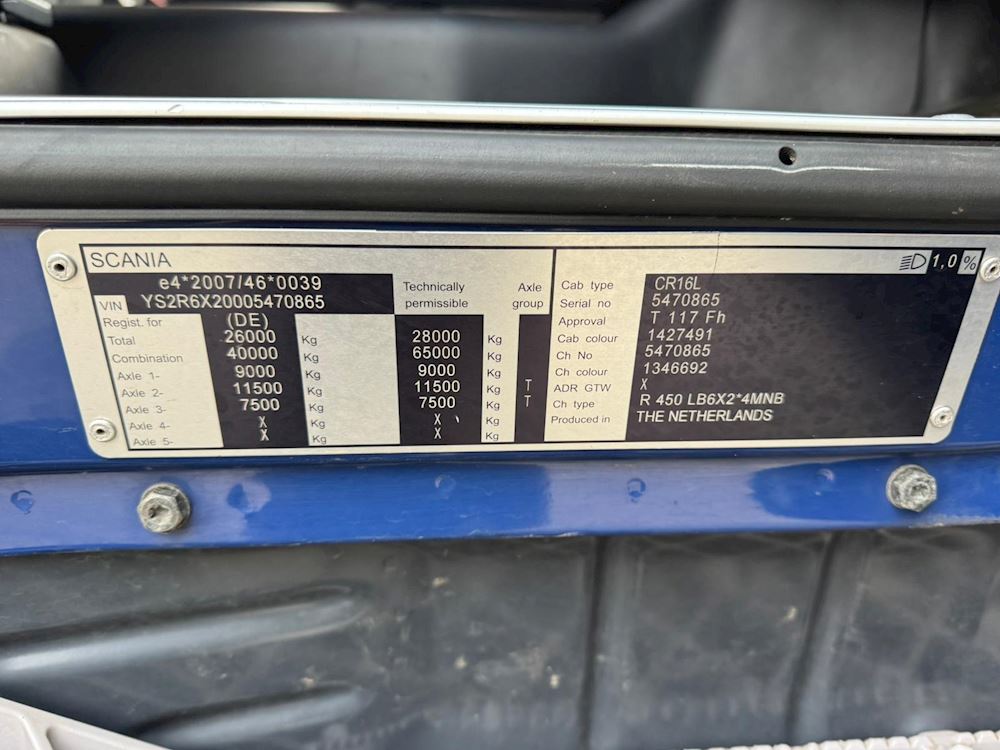 SCANIA
e4*2007/46*0039
VIN YS2R6X20005470865
Technically permissible
Axle group
Regist. for (DE)
Total 26000 Kg 28000 Kg
Combination 40000 Kg 65000 Kg
Axle 1- 9000 Kg 9000 Kg
Axle 2- 11500 Kg 11500 Kg T
Axle 3- 7500 Kg 7500 Kg T
Axle 4- X Kg X Kg
Axle 5- X Kg X Kg
1,0 %
Cab type CR16L
Serial no 5470865
Approval T 117 Fh
Cab colour 1427491
Ch No 5470865
Ch colour 1346692
ADR GTW X
Ch type R 450 LB6X2*4MNB
Produced in THE NETHERLANDS